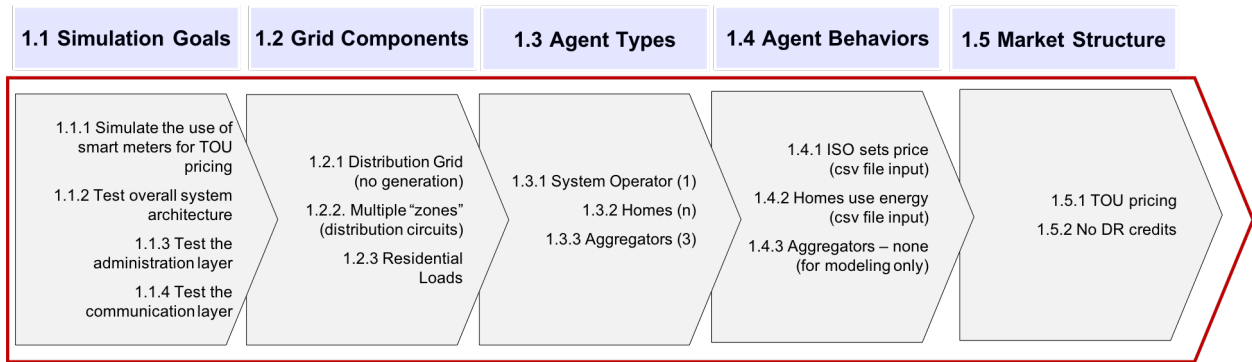 1.1 Simulation Goals
1.2 Grid Components
1.3 Agent Types
1.4 Agent Behaviors
1.5 Market Structure
1.1.1 Simulate the use of
smart meters for TOU
pricing
1.1.2 Test overall system
architecture
1.1.3 Test the
administration layer
1.1.4 Test the
communication layer
1.2.1 Distribution Grid
(no generation)
1.2.2. Multiple “zones”
(distribution circuits)
1.2.3 Residential
Loads
1.3.1 System Operator (1)
1.3.2 Homes (n)
1.3.3 Aggregators (3)
1.4.1 ISO sets price
(csv file input)
1.4.2 Homes use energy
(csv file input)
1.4.3 Aggregators – none
(for modeling only)
1.5.1 TOU pricing
1.5.2 No DR credits